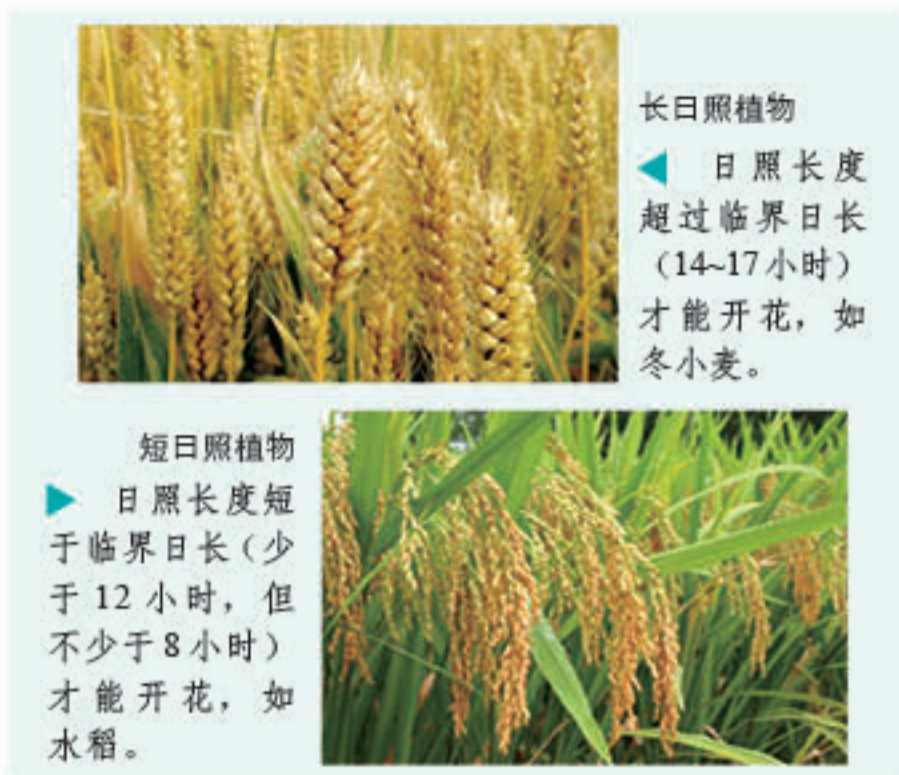 长日照植物
日照长度
超过临界日长
（14~17小时）
才能开花，如
冬小麦。
短日照植物
日照长度短
于临界日长（少
于12小时，但
不少于8小时）
才能开花，如
水稻。